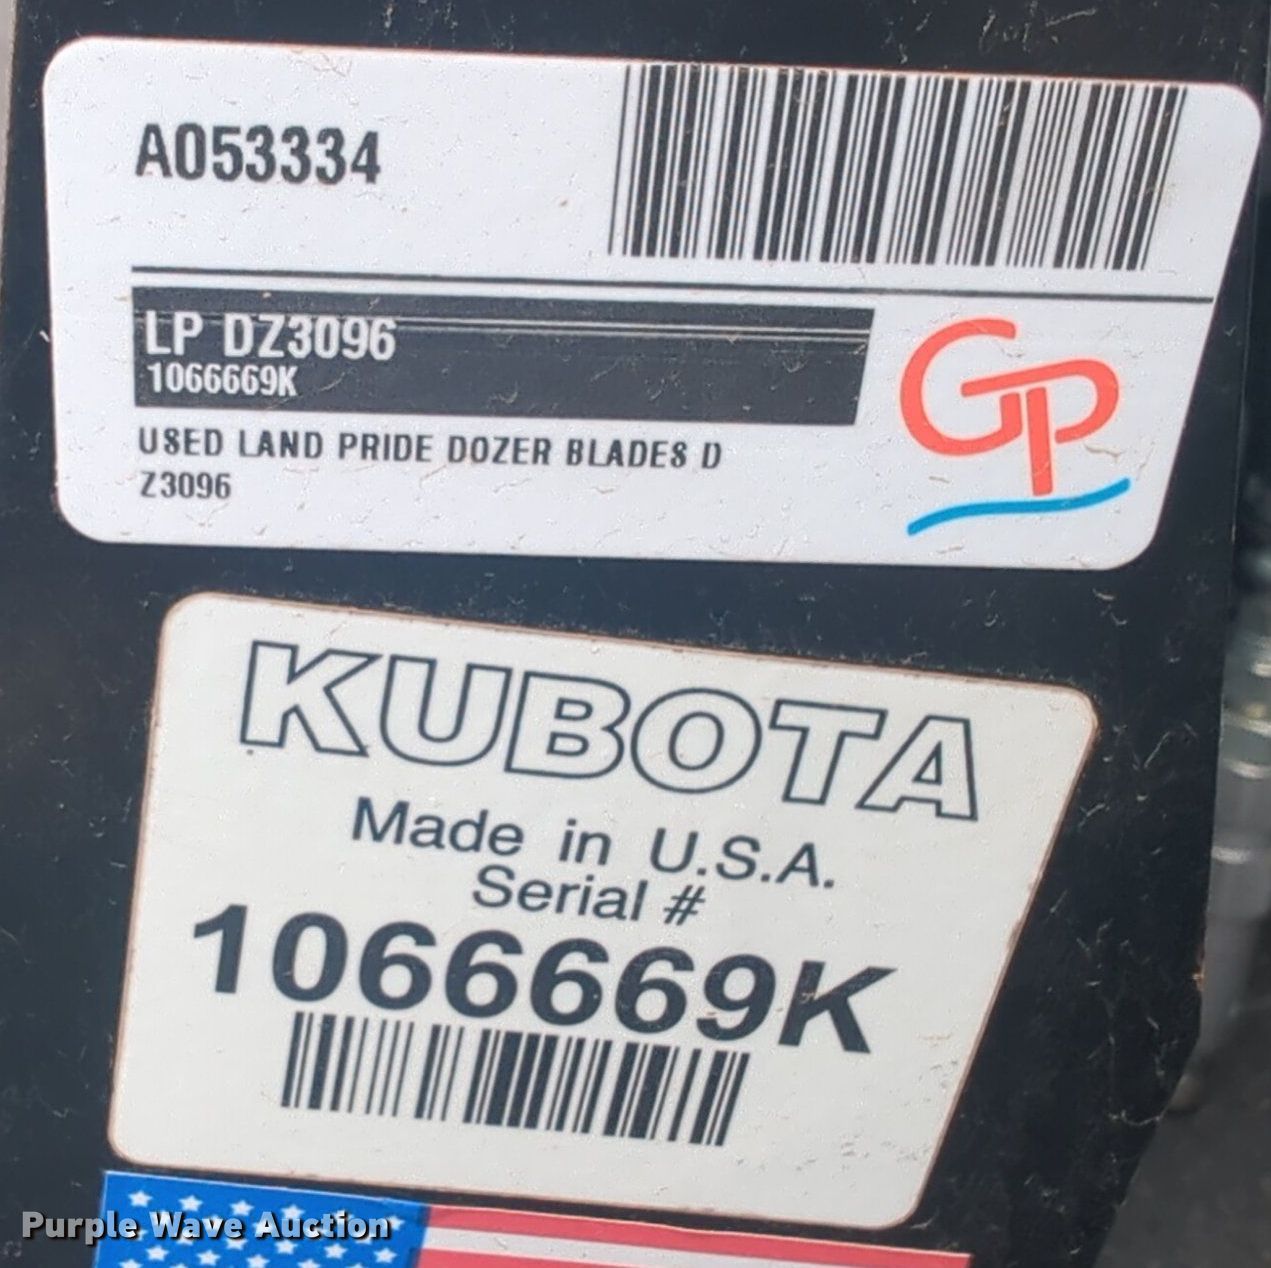 A053334
LP DZ3096
1066669K
GP
USED LAND PRIDE DOZER BLADES D
Z3096
KUBOTA
Made in U.S.A.
Serial #
1066669K
Purple Wave Auction